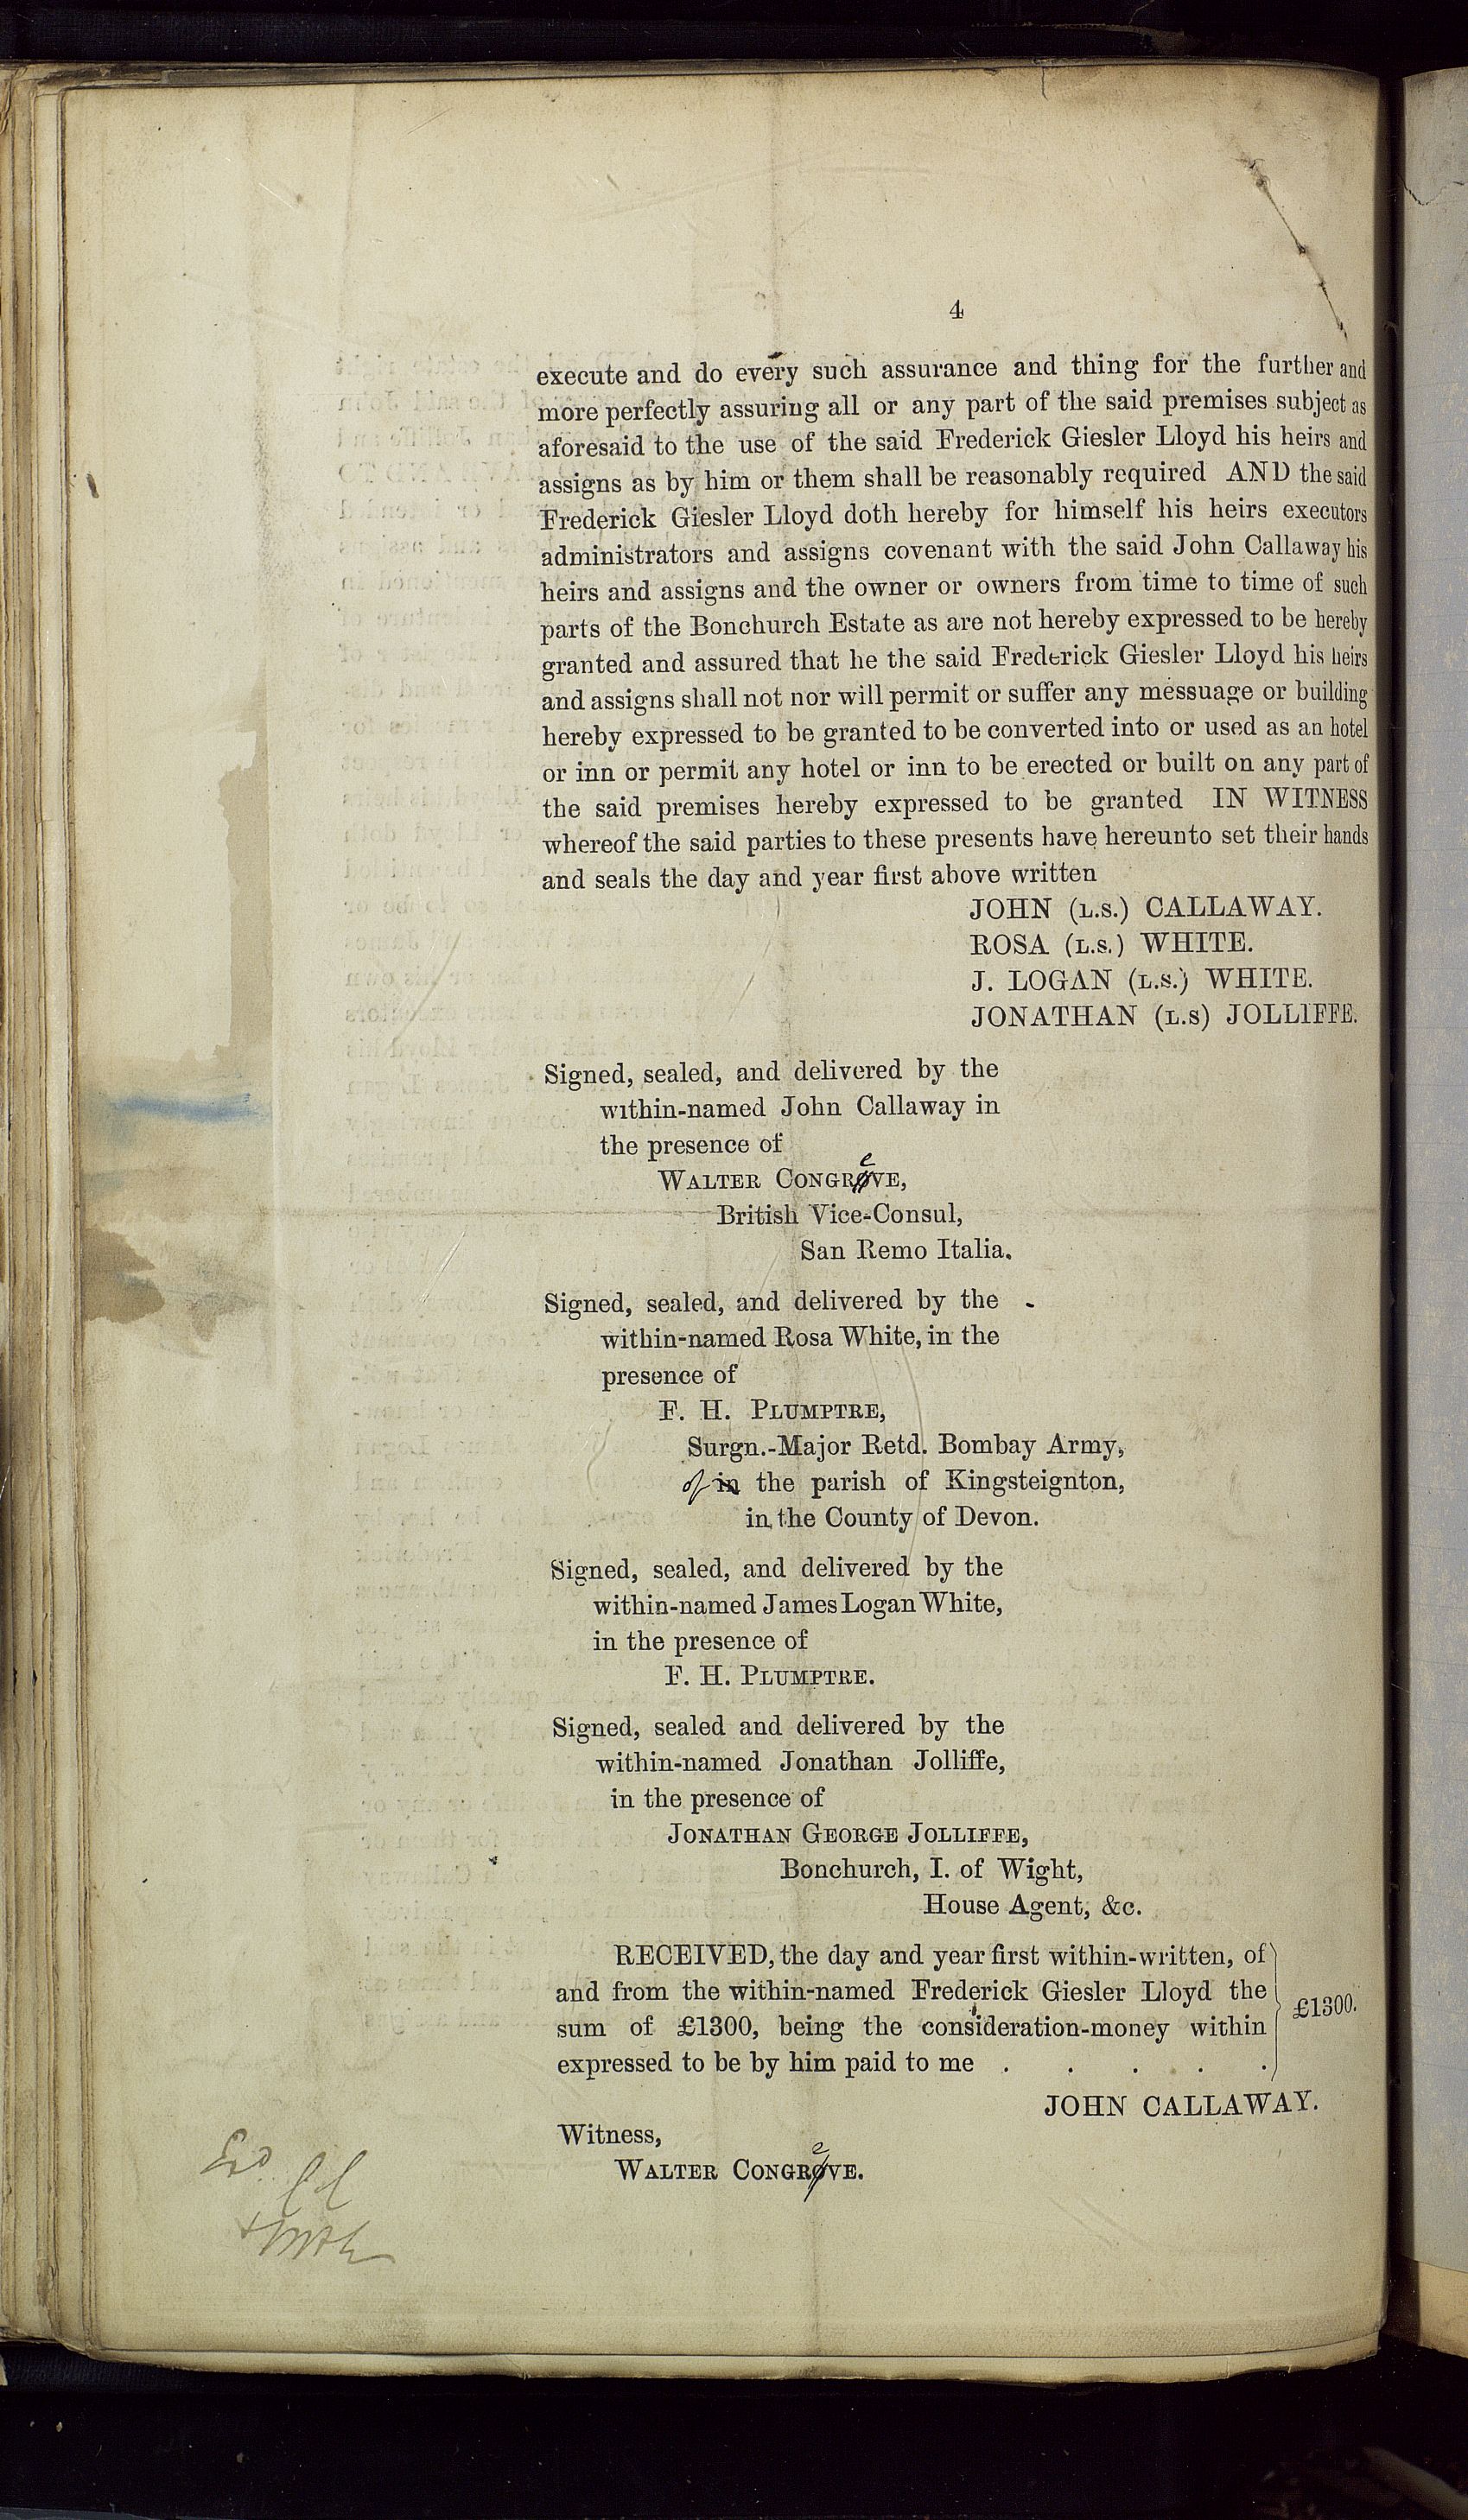 4
execute and do every such assurance and thing for the further and
more perfectly assuring all or any part of the said premises subject as
aforesaid to the use of the said Frederick Giesler Lloyd his heirs and
assigns as by him or them shall be reasonably required AND the said
Frederick Giesler Lloyd doth hereby for himself his heirs executors
administrators and assigns covenant with the said John Callaway his
heirs and assigns and the owner or owners from time to time of such
parts of the Bonchurch Estate as are not hereby expressed to be hereby
granted and assured that he the said Frederick Giesler Lloyd his heirs
and assigns shall not nor will permit or suffer any messuage or building
hereby expressed to be granted to be converted into or used as an hotel
or inn or permit any hotel or inn to be erected or built on any part of
the said premises hereby expressed to be granted IN WITNESS
whereof the said parties to these presents have hereunto set their hands
and seals the day and year first above written
JOHN (L.S.) CALLAWAY.
ROSA (L.S.) WHITE.
J. LOGAN (L.S.) WHITE.
JONATHAN (L.S) JOLLIFFE.
Signed, sealed, and delivered by the
within-named John Callaway in
the presence of
WALTER CONGREVE,
British Vice-Consul,
San Remo Italia.
Signed, sealed, and delivered by the
within-named Rosa White, in the
presence of
F. H. PLUMPTRE,
Surgn.-Major Retd. Bombay Army,
of in the parish of Kingsteignton,
in the County of Devon.
Signed, sealed, and delivered by the
within-named James Logan White,
in the presence of
F. H. PLUMPTRE.
Signed, sealed and delivered by the
within-named Jonathan Jolliffe,
in the presence of
JONATHAN GEORGE JOLLIFFE,
Bonchurch, I. of Wight,
House Agent, &c.
RECEIVED, the day and year first within-written, of
and from the within-named Frederick Giesler Lloyd the
sum of £1300, being the consideration-money within
expressed to be by him paid to me . . . . .
£1300.
JOHN CALLAWAY.
Witness,
WALTER CONGREVE.